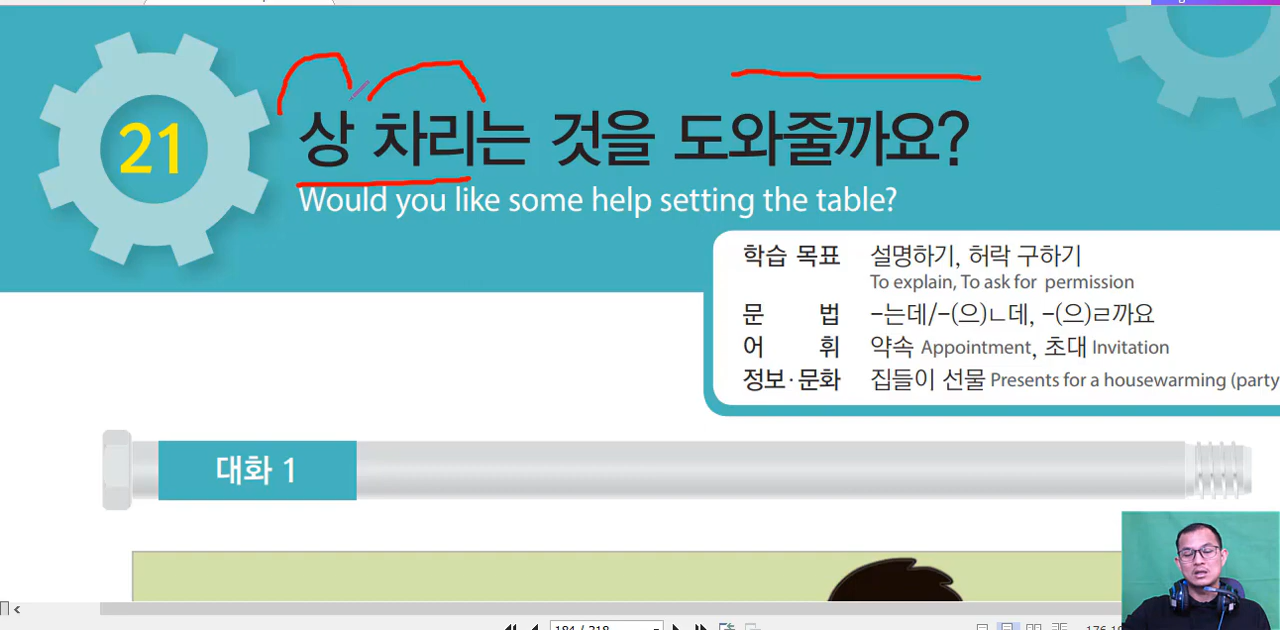 21
상 차리는 것을 도와줄까요?
Would you like some help setting the table?
학습 목표 설명하기, 허락 구하기
To explain, To ask for permission
문 법 -는데/-(으)ㄴ데, -(으)ㄹ까요
어 휘 약속 Appointment, 초대 Invitation
정보·문화 집들이 선물 Presents for a housewarming (party
대화 1
184 / 318